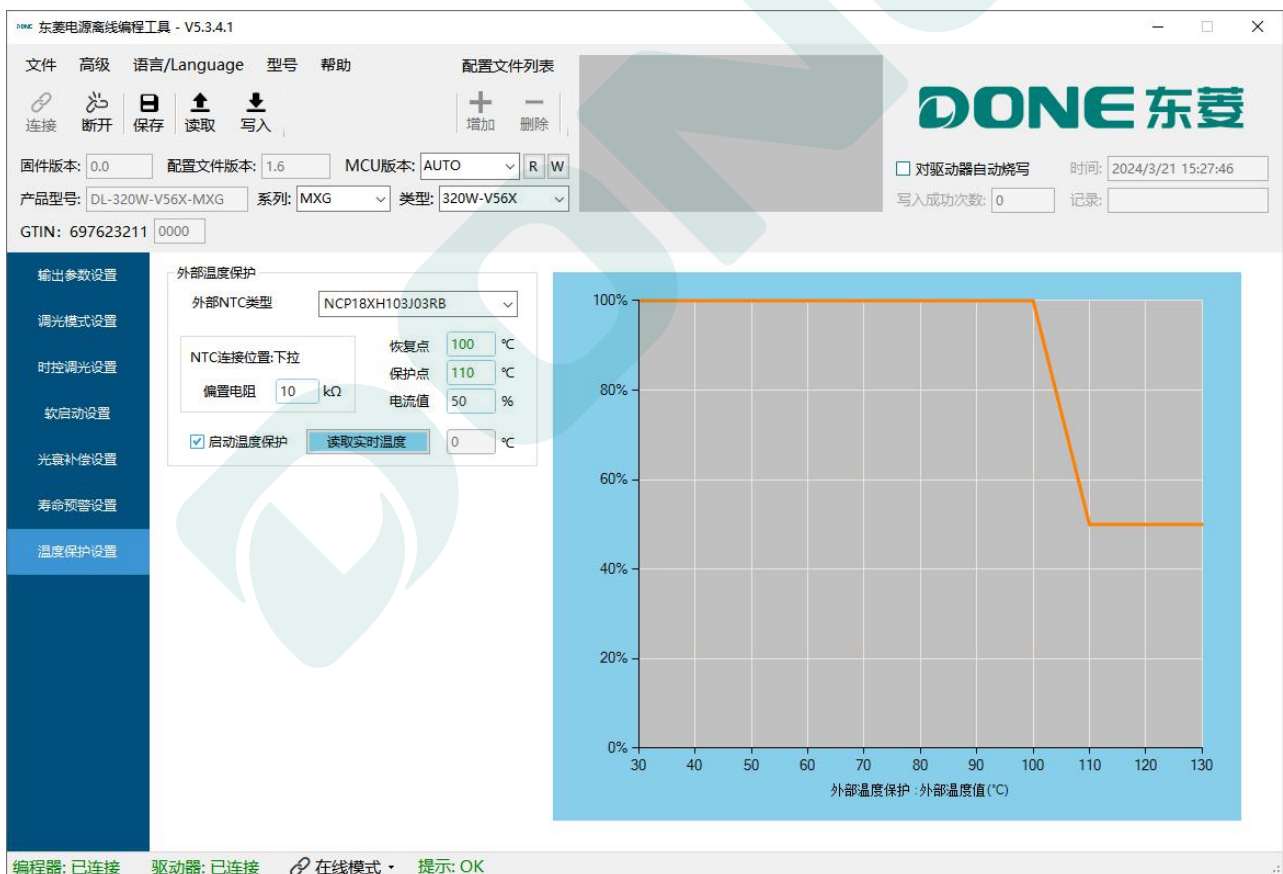 DONE 东菱电源离线编程工具 - V5.3.4.1
文件 高级 语言/Language 型号 帮助 配置文件列表
连接 断开 保存 读取 写入 增加 删除
DONE 东菱
固件版本: 0.0 配置文件版本: 1.6 MCU版本: AUTO R W
对驱动器自动烧写 时间: 2024/3/21 15:27:46
产品型号: DL-320W-V56X-MXG 系列: MXG 类型: 320W-V56X
写入成功次数: 0 记录:
GTIN: 697623211 0000
输出参数设置
调光模式设置
时控调光设置
软启动设置
光衰补偿设置
寿命预警设置
温度保护设置
外部温度保护
外部NTC类型 NCP18XH103J03RB
NTC连接位置:下拉
偏置电阻 10 kΩ
恢复点 100 ℃
保护点 110 ℃
电流值 50 %
启动温度保护 读取实时温度 0 ℃
100%
80%
60%
40%
20%
0%
30 40 50 60 70 80 90 100 110 120 130
外部温度保护 :外部温度值(℃)
编程器: 已连接 驱动器: 已连接 在线模式 提示: OK